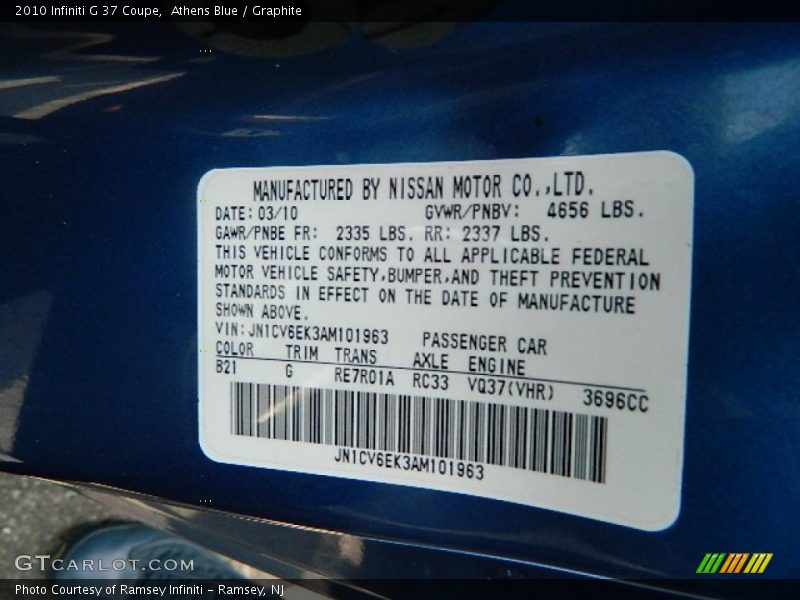 2010 Infiniti G 37 Coupe, Athens Blue / Graphite
MANUFACTURED BY NISSAN MOTOR CO.,LTD.
DATE:03/10 GVWR/PNBV: 4656 LBS.
GAWR/PNBE FR: 2335 LBS. RR: 2337 LBS.
THIS VEHICLE CONFORMS TO ALL APPLICABLE FEDERAL
MOTOR VEHICLE SAFETY,BUMPER,AND THEFT PREVENTION
STANDARDS IN EFFECT ON THE DATE OF MANUFACTURE
SHOWN ABOVE.
VIN:JN1CV6EK3AM101963 PASSENGER CAR
COLOR TRIM TRANS AXLE ENGINE
B21 G RE7R01A RC33 VQ37(VHR) 3696CC
JN1CV6EK3AM101963
GTCARLOT.COM
Photo Courtesy of Ramsey Infiniti - Ramsey, NJ